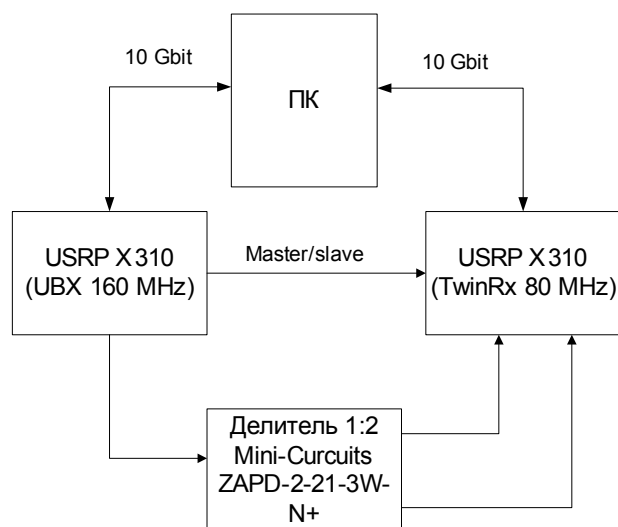 10 Gbit
10 Gbit
ПК
USRP X310
(UBX 160 MHz)
Master/slave
USRP X310
(TwinRx 80 MHz)
Делитель 1:2
Mini-Curcuits
ZAPD-2-21-3W-
N+